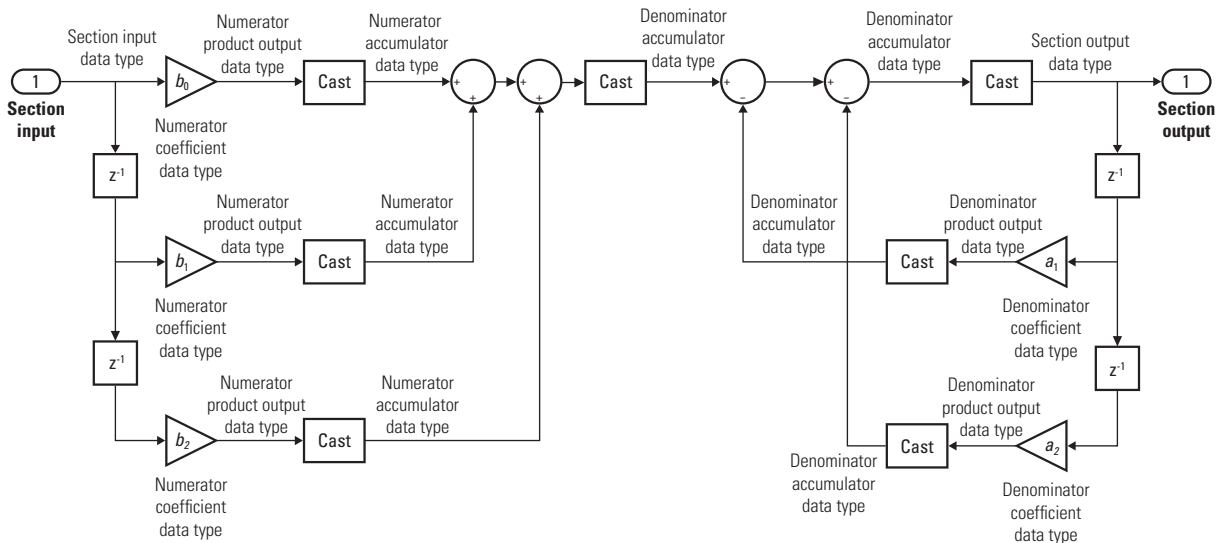 Section input
data type
Numerator
product output
data type
Numerator
accumulator
data type
Denominator
accumulator
data type
Denominator
accumulator
data type
Section output
data type
1
Section
input
b0
Cast
+
+
+
+
Cast
+
−
+
−
Cast
1
Section
output
Numerator
coefficient
data type
z-1
z-1
Numerator
product output
data type
Numerator
accumulator
data type
Denominator
accumulator
data type
Denominator
product output
data type
b1
Cast
Cast
a1
Numerator
coefficient
data type
Denominator
coefficient
data type
z-1
z-1
Numerator
product output
data type
Numerator
accumulator
data type
Denominator
product output
data type
b2
Cast
Cast
a2
Numerator
coefficient
data type
Denominator
accumulator
data type
Denominator
coefficient
data type